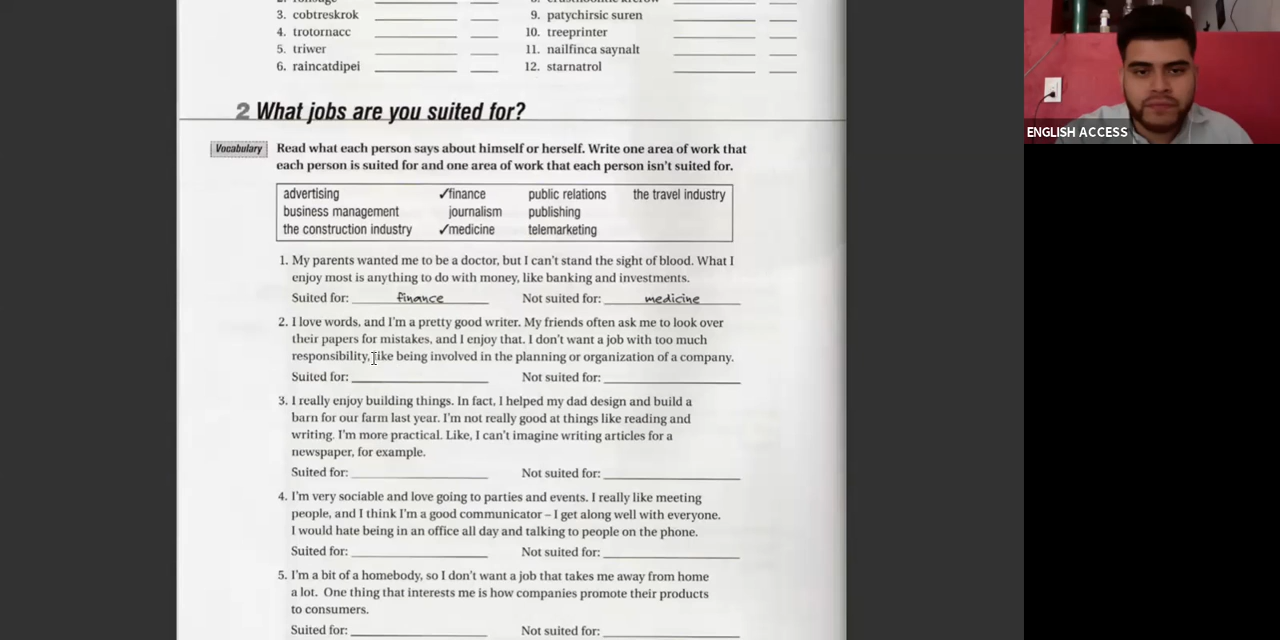 3. cobtreskrok
9. patychirsic suren
4. trotornacc
10. treeprinter
5. triwer
11. nailfinca saynalt
6. raincatdipei
12. starnatrol
2 What jobs are you suited for?
Vocabulary
Read what each person says about himself or herself. Write one area of work that
each person is suited for and one area of work that each person isn't suited for.
advertising ✓finance public relations the travel industry
business management journalism publishing
the construction industry ✓medicine telemarketing
1. My parents wanted me to be a doctor, but I can't stand the sight of blood. What I
enjoy most is anything to do with money, like banking and investments.
Suited for: finance Not suited for: medicine
2. I love words, and I'm a pretty good writer. My friends often ask me to look over
their papers for mistakes, and I enjoy that. I don't want a job with too much
responsibility, like being involved in the planning or organization of a company.
Suited for: Not suited for:
3. I really enjoy building things. In fact, I helped my dad design and build a
barn for our farm last year. I'm not really good at things like reading and
writing. I'm more practical. Like, I can't imagine writing articles for a
newspaper, for example.
Suited for: Not suited for:
4. I'm very sociable and love going to parties and events. I really like meeting
people, and I think I'm a good communicator – I get along well with everyone.
I would hate being in an office all day and talking to people on the phone.
Suited for: Not suited for:
5. I'm a bit of a homebody, so I don't want a job that takes me away from home
a lot. One thing that interests me is how companies promote their products
to consumers.
Suited for: Not suited for:
ENGLISH ACCESS